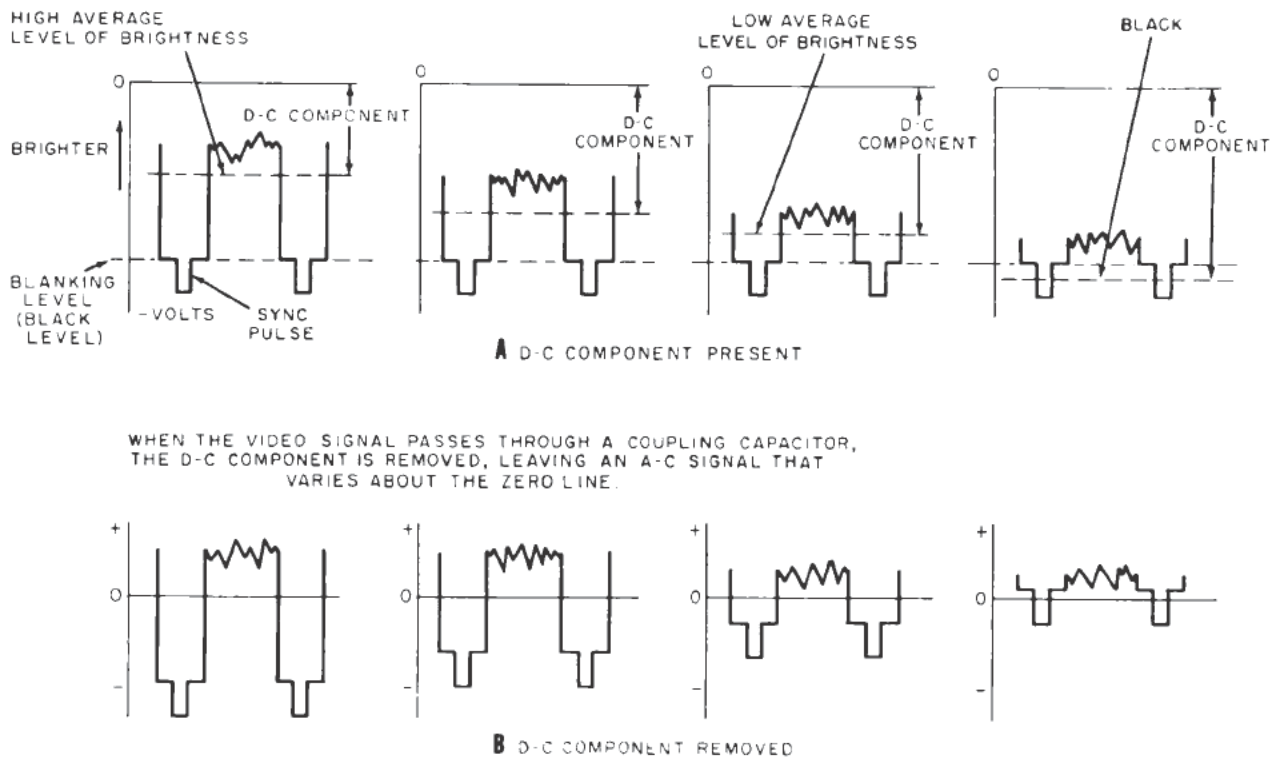 HIGH AVERAGE
LEVEL OF BRIGHTNESS
LOW AVERAGE
LEVEL OF BRIGHTNESS
BLACK
0
0
0
0
D-C COMPONENT
D-C
COMPONENT
D-C
COMPONENT
D-C
COMPONENT
BRIGHTER
BLANKING
LEVEL
(BLACK
LEVEL)
-VOLTS
SYNC
PULSE
A D-C COMPONENT PRESENT
WHEN THE VIDEO SIGNAL PASSES THROUGH A COUPLING CAPACITOR,
THE D-C COMPONENT IS REMOVED, LEAVING AN A-C SIGNAL THAT
VARIES ABOUT THE ZERO LINE.
+
0
-
+
0
-
+
0
-
+
0
-
B D-C COMPONENT REMOVED